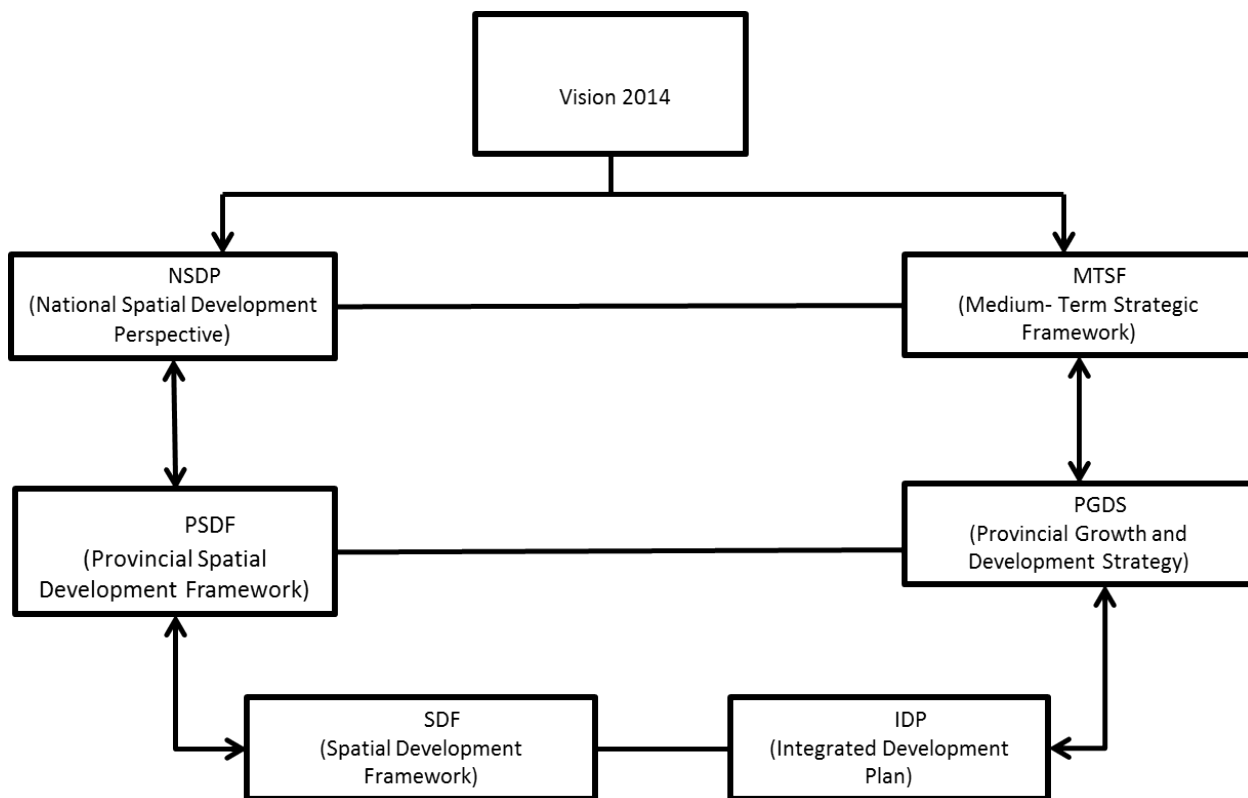 Vision 2014
NSDP
(National Spatial Development
Perspective)
MTSF
(Medium- Term Strategic
Framework)
PSDF
(Provincial Spatial
Development Framework)
PGDS
(Provincial Growth and
Development Strategy)
SDF
(Spatial Development
Framework)
IDP
(Integrated Development
Plan)